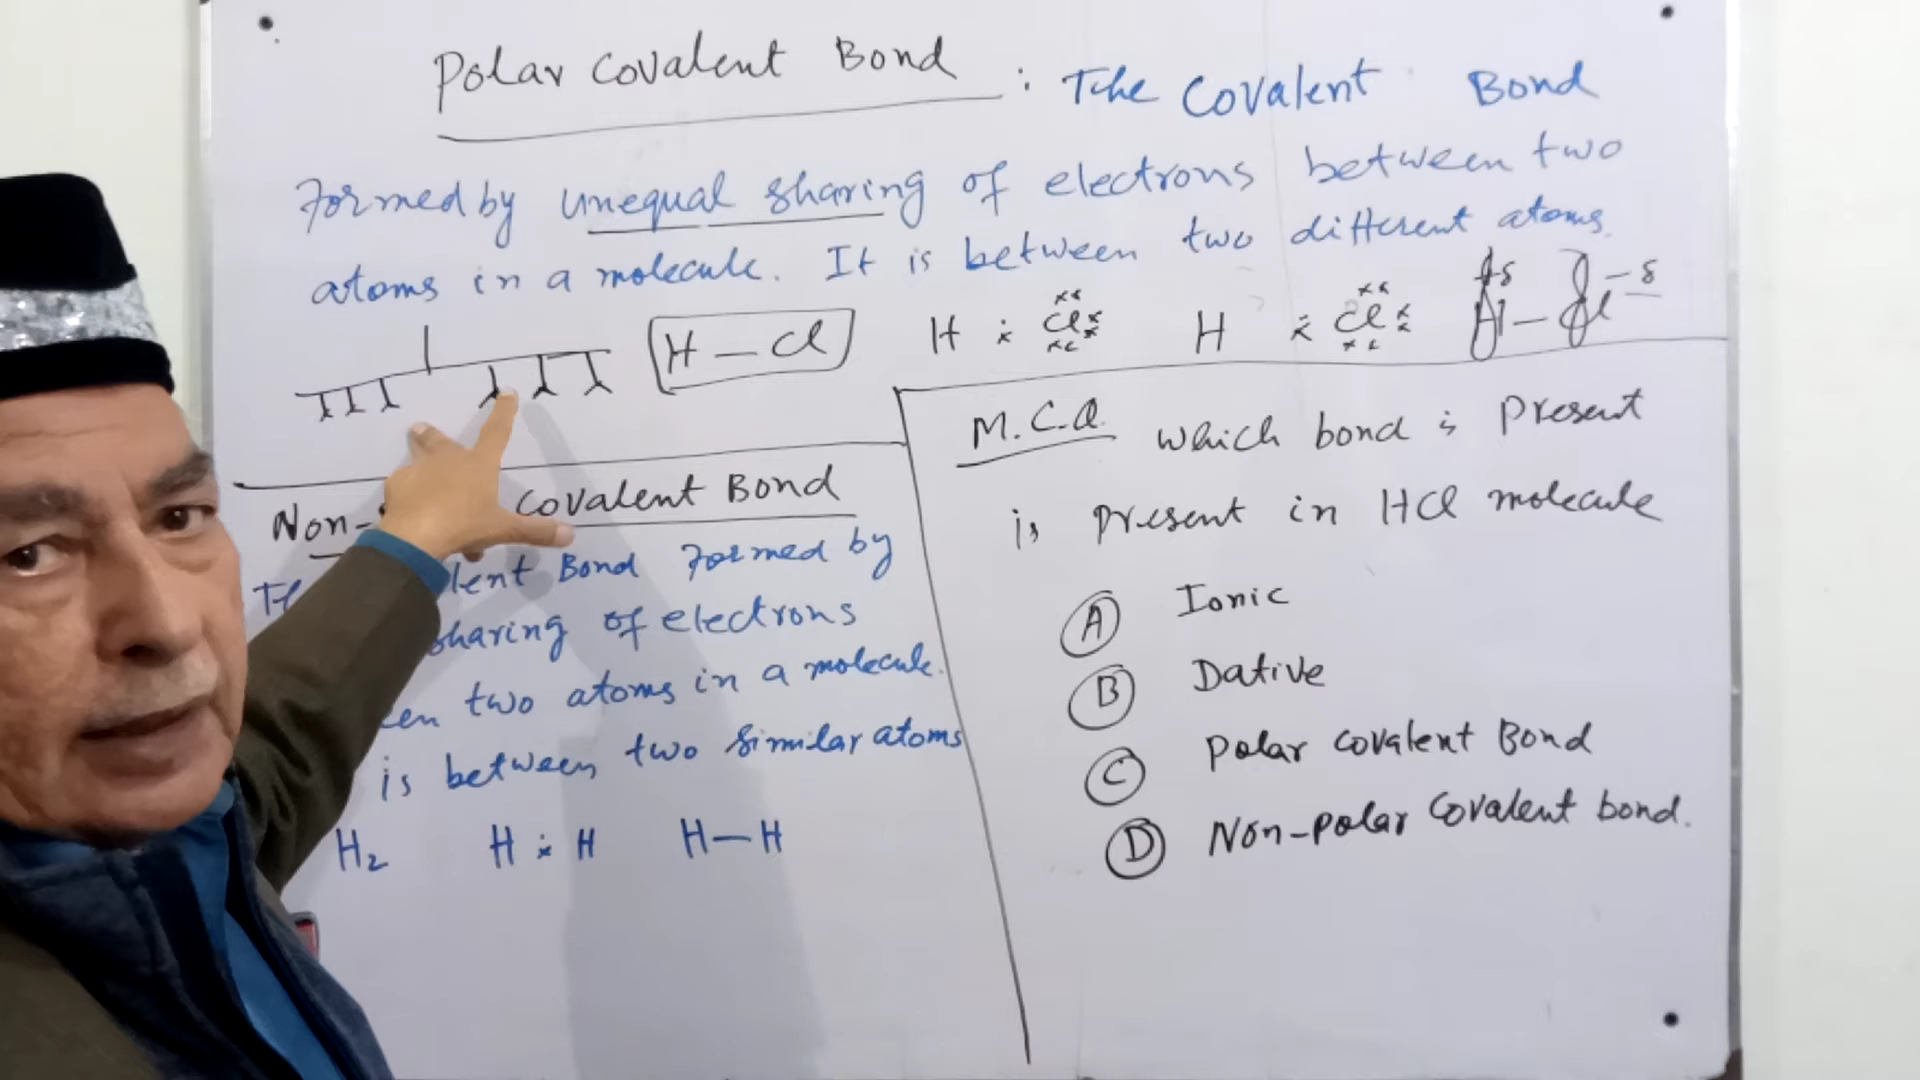 Polar Covalent Bond : The Covalent Bond
Formed by unequal sharing of electrons between two
atoms in a molecule. It is between two different atoms.
H — Cl H Cl H Cl — δ
Non- Covalent Bond
Bond Formed by
sharing of electrons
two atoms in a molecule.
is between two similar atoms
H₂ H H H—H
M.C.Q. which bond is Present
is Present in HCl molecule
A Ionic
B Dative
C Polar covalent Bond
D Non-polar Covalent bond.